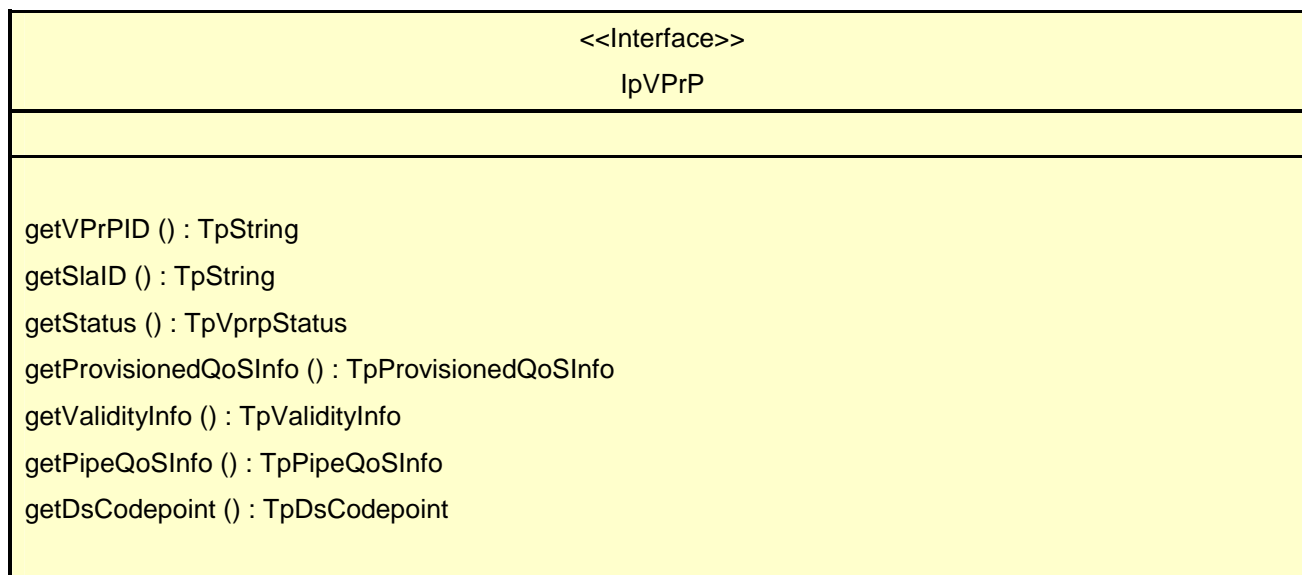 <<Interface>>
IpVPrP
getVPrPID () : TpString
getSlaID () : TpString
getStatus () : TpVprpStatus
getProvisionedQoSInfo () : TpProvisionedQoSInfo
getValidityInfo () : TpValidityInfo
getPipeQoSInfo () : TpPipeQoSInfo
getDsCodepoint () : TpDsCodepoint